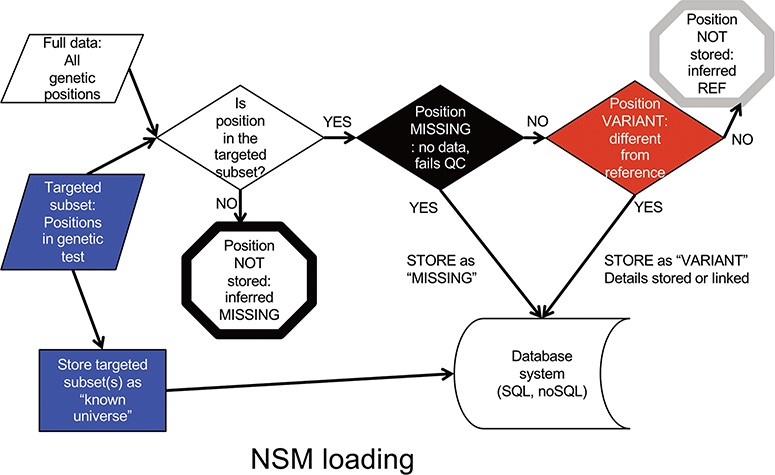 Full data:
All
genetic
positions
Is
position
in the
targeted
subset?
YES
Position
MISSING
: no data,
fails QC
NO
Position
VARIANT:
different
from
reference
NO
Position
NOT
stored:
inferred
REF
Targeted
subset:
Positions
in genetic
test
NO
Position
NOT
stored:
inferred
MISSING
YES
STORE as
“MISSING”
YES
STORE as “VARIANT”
Details stored or linked
Store targeted
subset(s) as
“known
universe”
Database
system
(SQL, noSQL)
NSM loading